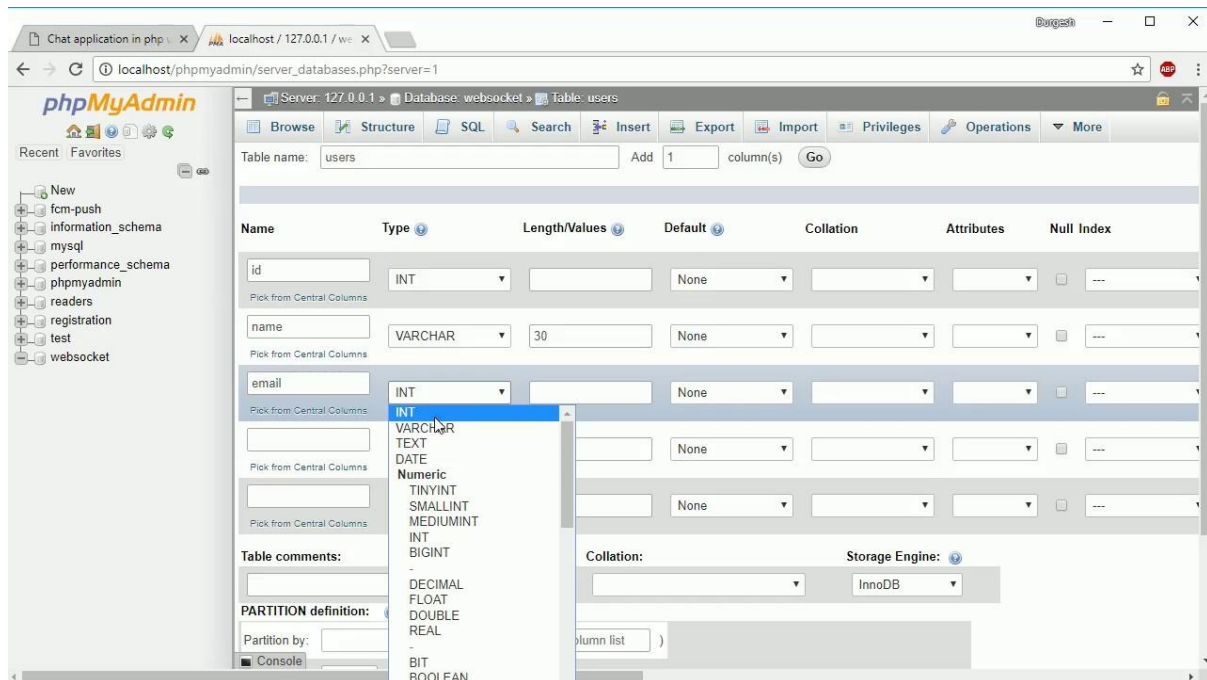 Durgesh
Chat application in php
localhost / 127.0.0.1 / we
localhost/phpmyadmin/server_databases.php?server=1
ABP
phpMyAdmin
Recent Favorites
New
fcm-push
information_schema
mysql
performance_schema
phpmyadmin
readers
registration
test
websocket
Server: 127.0.0.1 » Database: websocket » Table: users
Browse Structure SQL Search Insert Export Import Privileges Operations More
Table name: users Add 1 column(s) Go
Name Type Length/Values Default Collation Attributes Null Index
id INT None ---
Pick from Central Columns
name VARCHAR 30 None ---
Pick from Central Columns
email INT None ---
Pick from Central Columns
INT
VARCHAR
TEXT
DATE
Numeric
TINYINT
SMALLINT
MEDIUMINT
INT
BIGINT
-
DECIMAL
FLOAT
DOUBLE
REAL
-
BIT
BOOLEAN
None ---
Pick from Central Columns
None ---
Pick from Central Columns
Table comments: Collation: Storage Engine:
InnoDB
PARTITION definition:
Partition by: column list )
Console